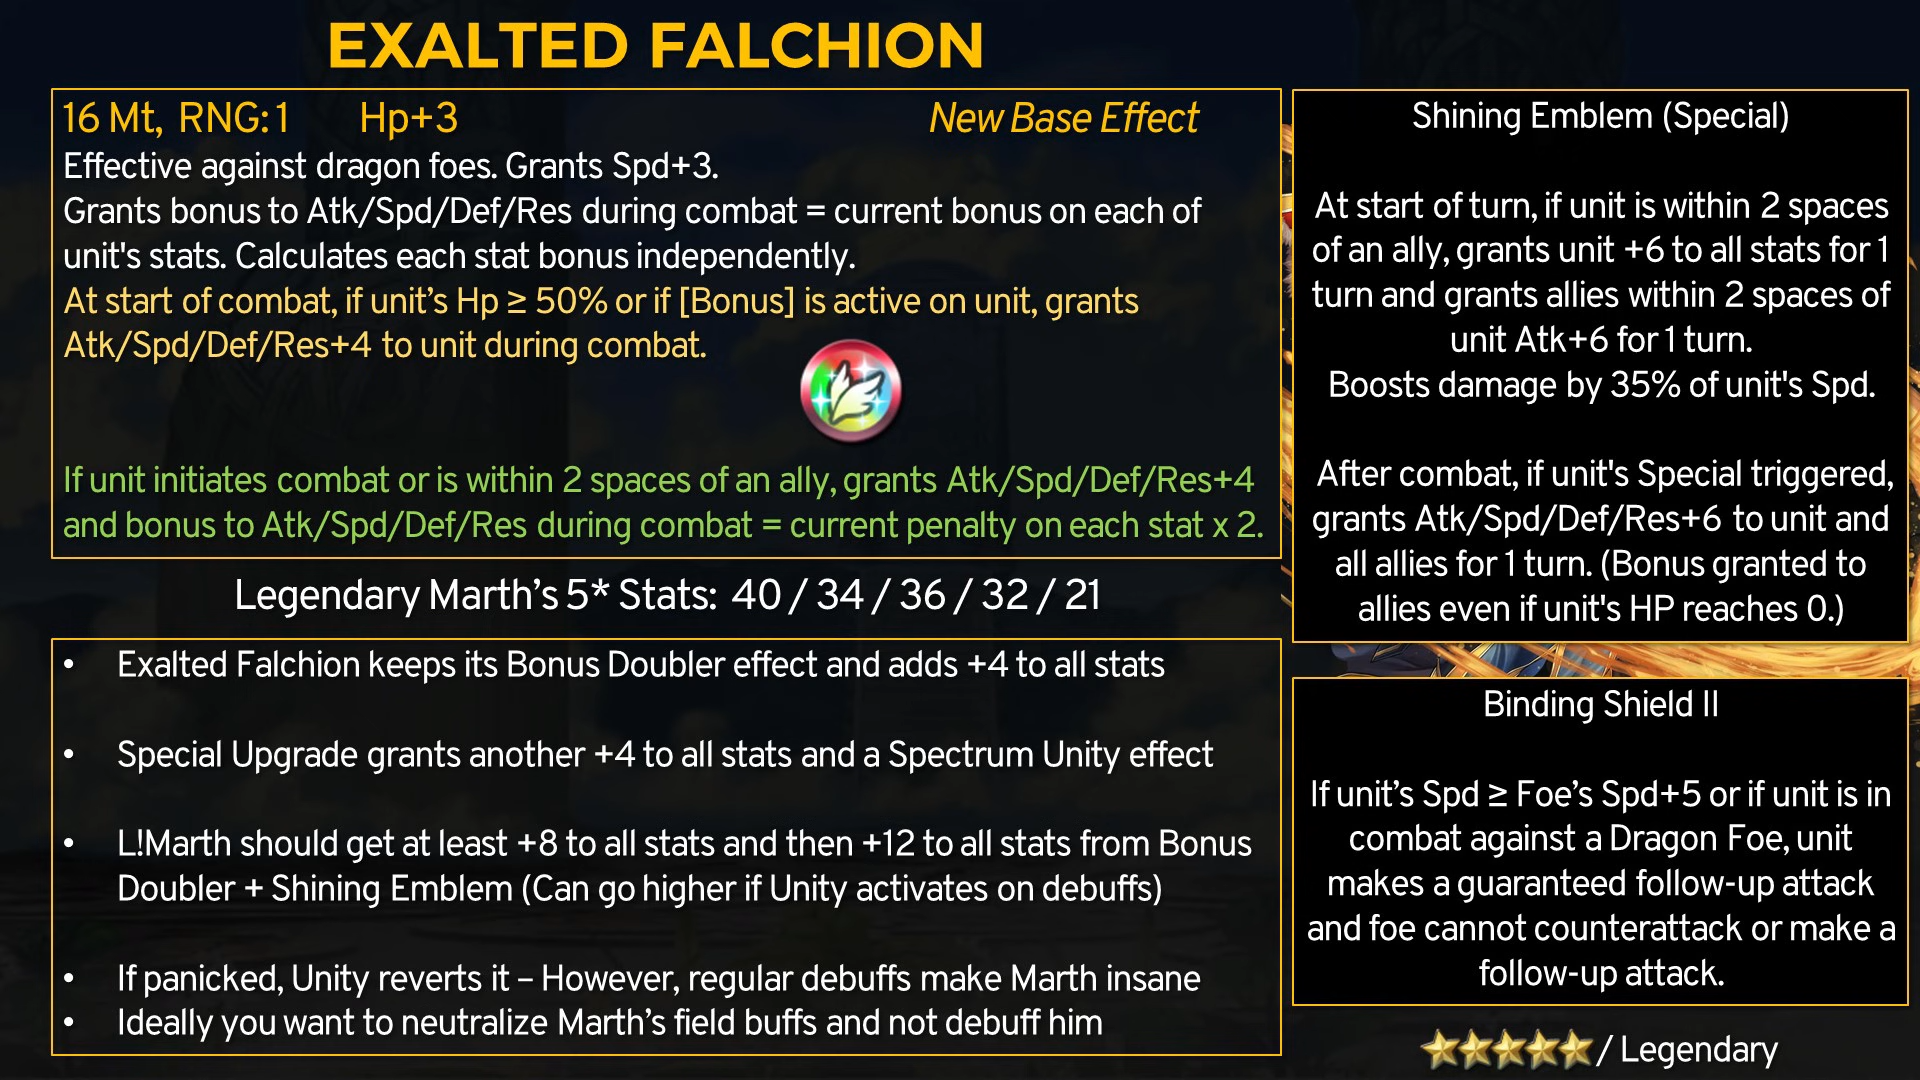 EXALTED FALCHION
16 Mt, RNG:1 Hp+3 New Base Effect
Effective against dragon foes. Grants Spd+3.
Grants bonus to Atk/Spd/Def/Res during combat = current bonus on each of
unit's stats. Calculates each stat bonus independently.
At start of combat, if unit’s Hp ≥ 50% or if [Bonus] is active on unit, grants
Atk/Spd/Def/Res+4 to unit during combat.
If unit initiates combat or is within 2 spaces of an ally, grants Atk/Spd/Def/Res+4
and bonus to Atk/Spd/Def/Res during combat = current penalty on each stat x 2.
Legendary Marth’s 5* Stats: 40 / 34 / 36 / 32 / 21
• Exalted Falchion keeps its Bonus Doubler effect and adds +4 to all stats
• Special Upgrade grants another +4 to all stats and a Spectrum Unity effect
• L!Marth should get at least +8 to all stats and then +12 to all stats from Bonus
Doubler + Shining Emblem (Can go higher if Unity activates on debuffs)
• If panicked, Unity reverts it – However, regular debuffs make Marth insane
• Ideally you want to neutralize Marth’s field buffs and not debuff him
Shining Emblem (Special)
At start of turn, if unit is within 2 spaces
of an ally, grants unit +6 to all stats for 1
turn and grants allies within 2 spaces of
unit Atk+6 for 1 turn.
Boosts damage by 35% of unit's Spd.
After combat, if unit's Special triggered,
grants Atk/Spd/Def/Res+6 to unit and
all allies for 1 turn. (Bonus granted to
allies even if unit's HP reaches 0.)
Binding Shield II
If unit’s Spd ≥ Foe’s Spd+5 or if unit is in
combat against a Dragon Foe, unit
makes a guaranteed follow-up attack
and foe cannot counterattack or make a
follow-up attack.
/ Legendary